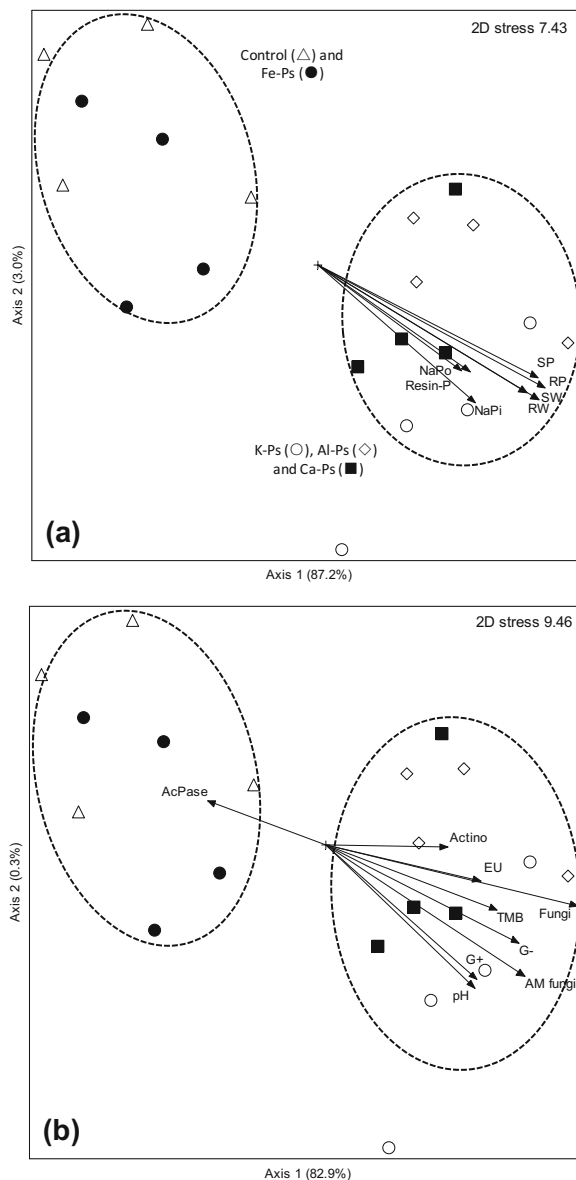 2D stress 7.43
Control (△) and
Fe-Ps (●)
Axis 2 (3.0%)
SP
RP
NaPo
SW
Resin-P
RW
NaPi
K-Ps (○), Al-Ps (◇)
and Ca-Ps (■)
(a)
Axis 1 (87.2%)
2D stress 9.46
AcPase
Axis 2 (0.3%)
Actino
EU
TMB
Fungi
G-
G+
AM fungi
pH
(b)
Axis 1 (82.9%)